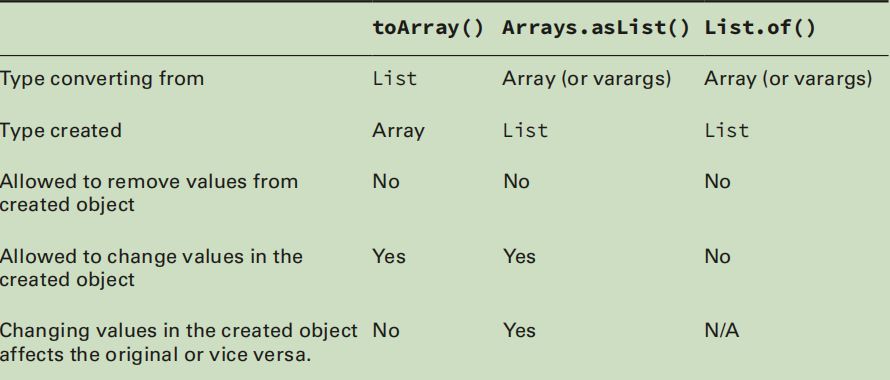 toArray() Arrays.asList() List.of()
Type converting from List Array (or varargs) Array (or varargs)
Type created Array List List
Allowed to remove values from No No No
created object
Allowed to change values in the Yes Yes No
created object
Changing values in the created object No Yes N/A
affects the original or vice versa.